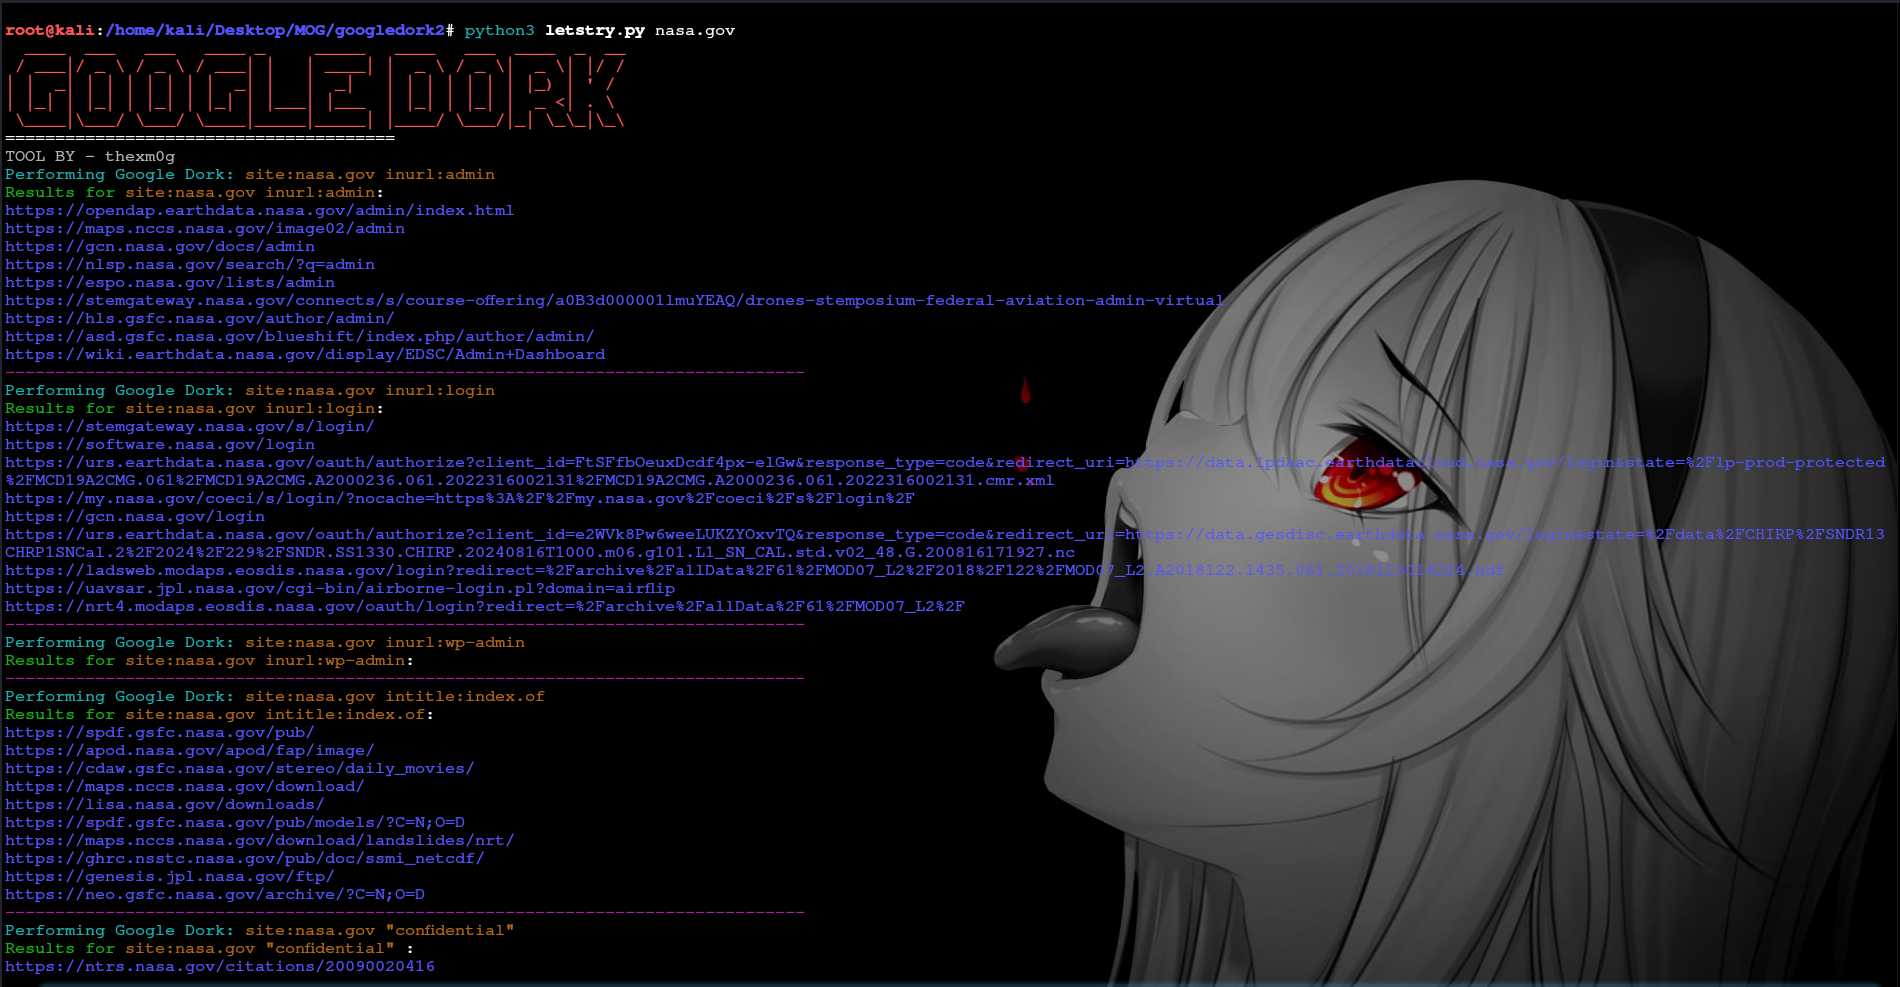 root@kali:/home/kali/Desktop/MOG/googledork2# python3 letstry.py nasa.gov
GOOGLE DORK
=======================================
TOOL BY - thexm0g
Performing Google Dork: site:nasa.gov inurl:admin
Results for site:nasa.gov inurl:admin:
https://opendap.earthdata.nasa.gov/admin/index.html
https://maps.nccs.nasa.gov/image02/admin
https://gcn.nasa.gov/docs/admin
https://nlsp.nasa.gov/search/?q=admin
https://espo.nasa.gov/lists/admin
https://stemgateway.nasa.gov/connects/s/course-offering/a0B3d000001lmuYEAQ/drones-stemposium-federal-aviation-admin-virtual
https://hls.gsfc.nasa.gov/author/admin/
https://asd.gsfc.nasa.gov/blueshift/index.php/author/admin/
https://wiki.earthdata.nasa.gov/display/EDSC/Admin+Dashboard
--------------------------------------------------------------------------------
Performing Google Dork: site:nasa.gov inurl:login
Results for site:nasa.gov inurl:login:
https://stemgateway.nasa.gov/s/login/
https://software.nasa.gov/login
https://urs.earthdata.nasa.gov/oauth/authorize?client_id=FtSFfbOeuxDcdf4px-elGw&response_type=code&redirect_uri=https://data.lpdaac.earthdatacloud.nasa.gov/login&state=%2Flp-prod-protected
%2FMCD19A2CMG.061%2FMCD19A2CMG.A2000236.061.2022316002131%2FMCD19A2CMG.A2000236.061.2022316002131.cmr.xml
https://my.nasa.gov/coeci/s/login/?nocache=https%3A%2F%2Fmy.nasa.gov%2Fcoeci%2Fs%2Flogin%2F
https://gcn.nasa.gov/login
https://urs.earthdata.nasa.gov/oauth/authorize?client_id=e2WVk8Pw6weeLUKZYOxvTQ&response_type=code&redirect_uri=https://data.gesdisc.earthdata.nasa.gov/login&state=%2Fdata%2FCHIRP%2FSNDR13
CHRP1SNCal.2%2F2024%2F229%2FSNDR.SS1330.CHIRP.20240816T1000.m06.g101.L1_SN_CAL.std.v02_48.G.200816171927.nc
https://ladsweb.modaps.eosdis.nasa.gov/login?redirect=%2Farchive%2FallData%2F61%2FMOD07_L2%2F2018%2F122%2FMOD07_L2.A2018122.1435.061.2018123014224.hdf
https://uavsar.jpl.nasa.gov/cgi-bin/airborne-login.pl?domain=airflip
https://nrt4.modaps.eosdis.nasa.gov/oauth/login?redirect=%2Farchive%2FallData%2F61%2FMOD07_L2%2F
--------------------------------------------------------------------------------
Performing Google Dork: site:nasa.gov inurl:wp-admin
Results for site:nasa.gov inurl:wp-admin:
--------------------------------------------------------------------------------
Performing Google Dork: site:nasa.gov intitle:index.of
Results for site:nasa.gov intitle:index.of:
https://spdf.gsfc.nasa.gov/pub/
https://apod.nasa.gov/apod/fap/image/
https://cdaw.gsfc.nasa.gov/stereo/daily_movies/
https://maps.nccs.nasa.gov/download/
https://lisa.nasa.gov/downloads/
https://spdf.gsfc.nasa.gov/pub/models/?C=N;O=D
https://maps.nccs.nasa.gov/download/landslides/nrt/
https://ghrc.nsstc.nasa.gov/pub/doc/ssmi_netcdf/
https://genesis.jpl.nasa.gov/ftp/
https://neo.gsfc.nasa.gov/archive/?C=N;O=D
--------------------------------------------------------------------------------
Performing Google Dork: site:nasa.gov "confidential"
Results for site:nasa.gov "confidential" :
https://ntrs.nasa.gov/citations/20090020416